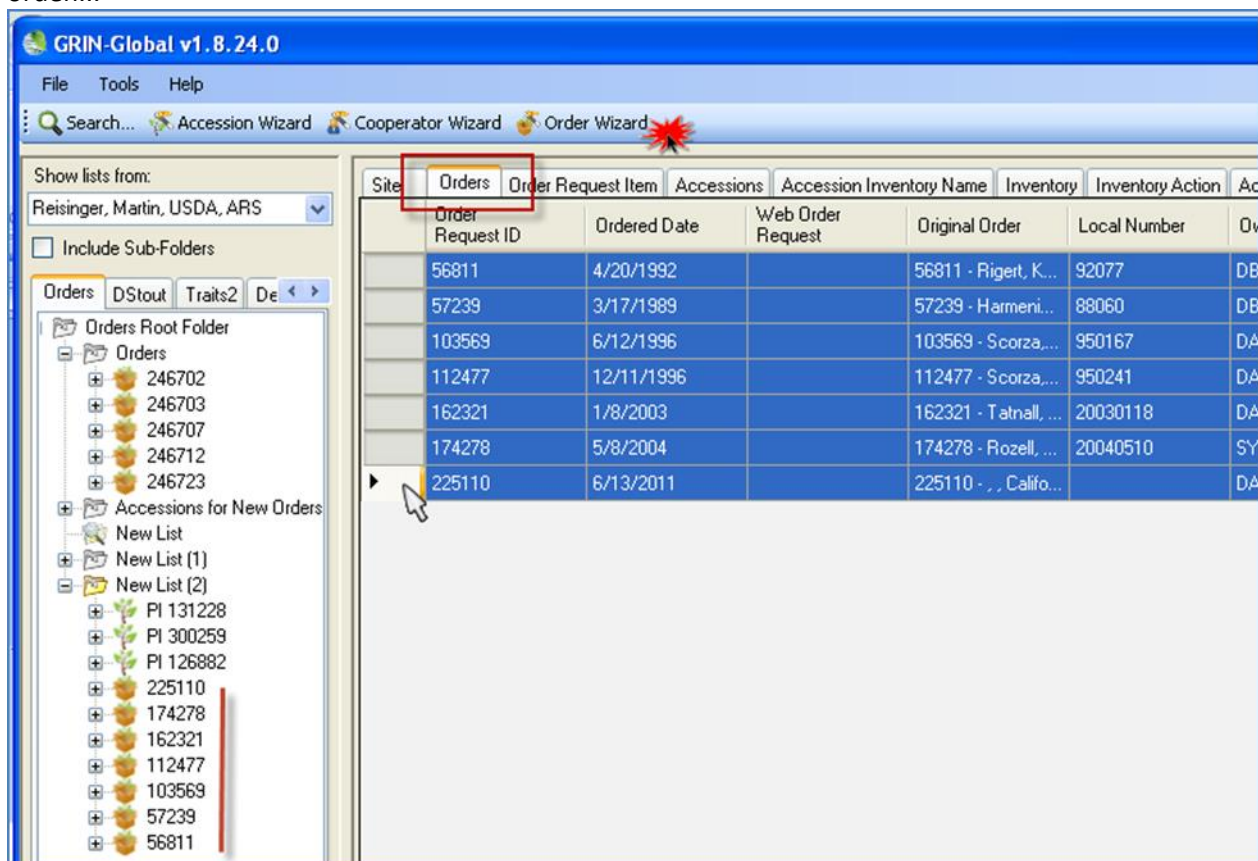 GRIN-Global v1.8.24.0
File Tools Help
Search... Accession Wizard Cooperator Wizard Order Wizard
Show lists from:
Reisinger, Martin, USDA, ARS
Include Sub-Folders
Orders DStout Traits2 De
Orders Root Folder
Orders
246702
246703
246707
246712
246723
Accessions for New Orders
New List
New List (1)
New List (2)
PI 131228
PI 300259
PI 126882
225110
174278
162321
112477
103569
57239
56811
Site Orders Order Request Item Accessions Accession Inventory Name Inventory Inventory Action Ac
Order Request ID Ordered Date Web Order Request Original Order Local Number Ow
56811 4/20/1992 56811 - Rigert, K... 92077 DB
57239 3/17/1989 57239 - Harmeni... 88060 DB
103569 6/12/1996 103569 - Scorza,... 950167 DA
112477 12/11/1996 112477 - Scorza,... 950241 DA
162321 1/8/2003 162321 - Tatnall, ... 20030118 DA
174278 5/8/2004 174278 - Rozell, ... 20040510 SY
225110 6/13/2011 225110 - , , Califo... DA